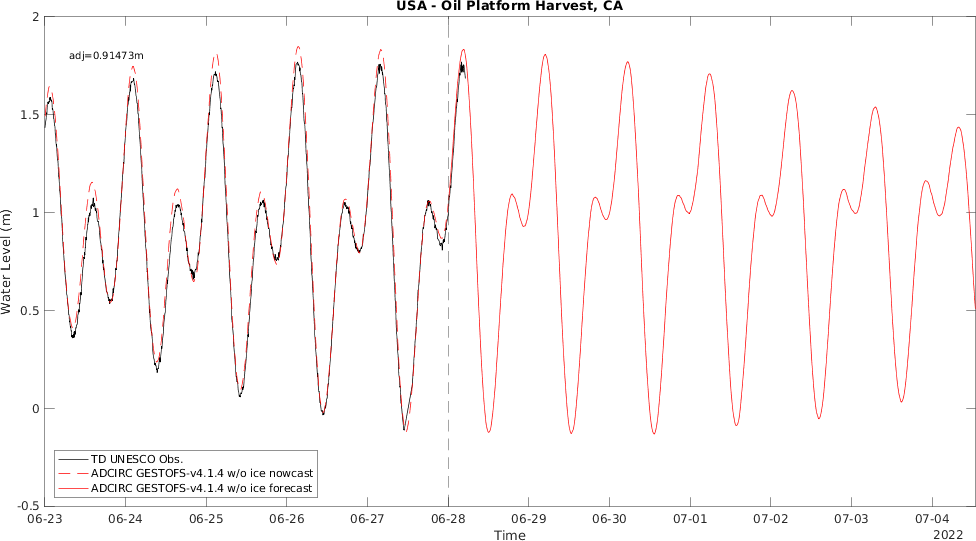 USA - Oil Platform Harvest, CA
adj=0.91473m
Water Level (m)
2
1.5
1
0.5
0
-0.5
TD UNESCO Obs.
ADCIRC GESTOFS-v4.1.4 w/o ice nowcast
ADCIRC GESTOFS-v4.1.4 w/o ice forecast
06-23 06-24 06-25 06-26 06-27 06-28 06-29 06-30 07-01 07-02 07-03 07-04
Time
2022